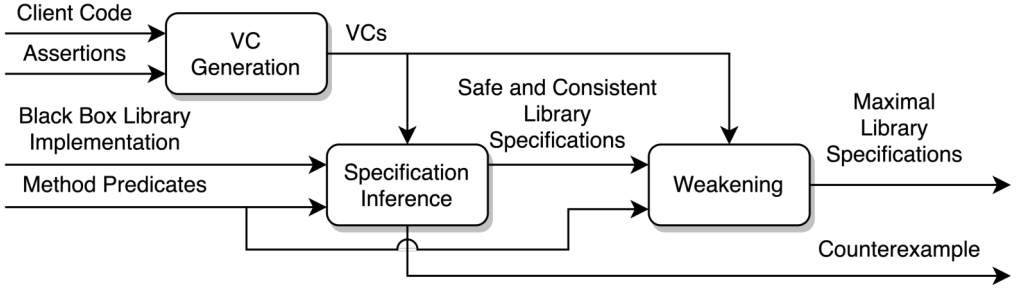 Client Code
Assertions
VC
Generation
VCs
Black Box Library
Implementation
Method Predicates
Specification
Inference
Safe and Consistent
Library
Specifications
Weakening
Maximal
Library
Specifications
Counterexample